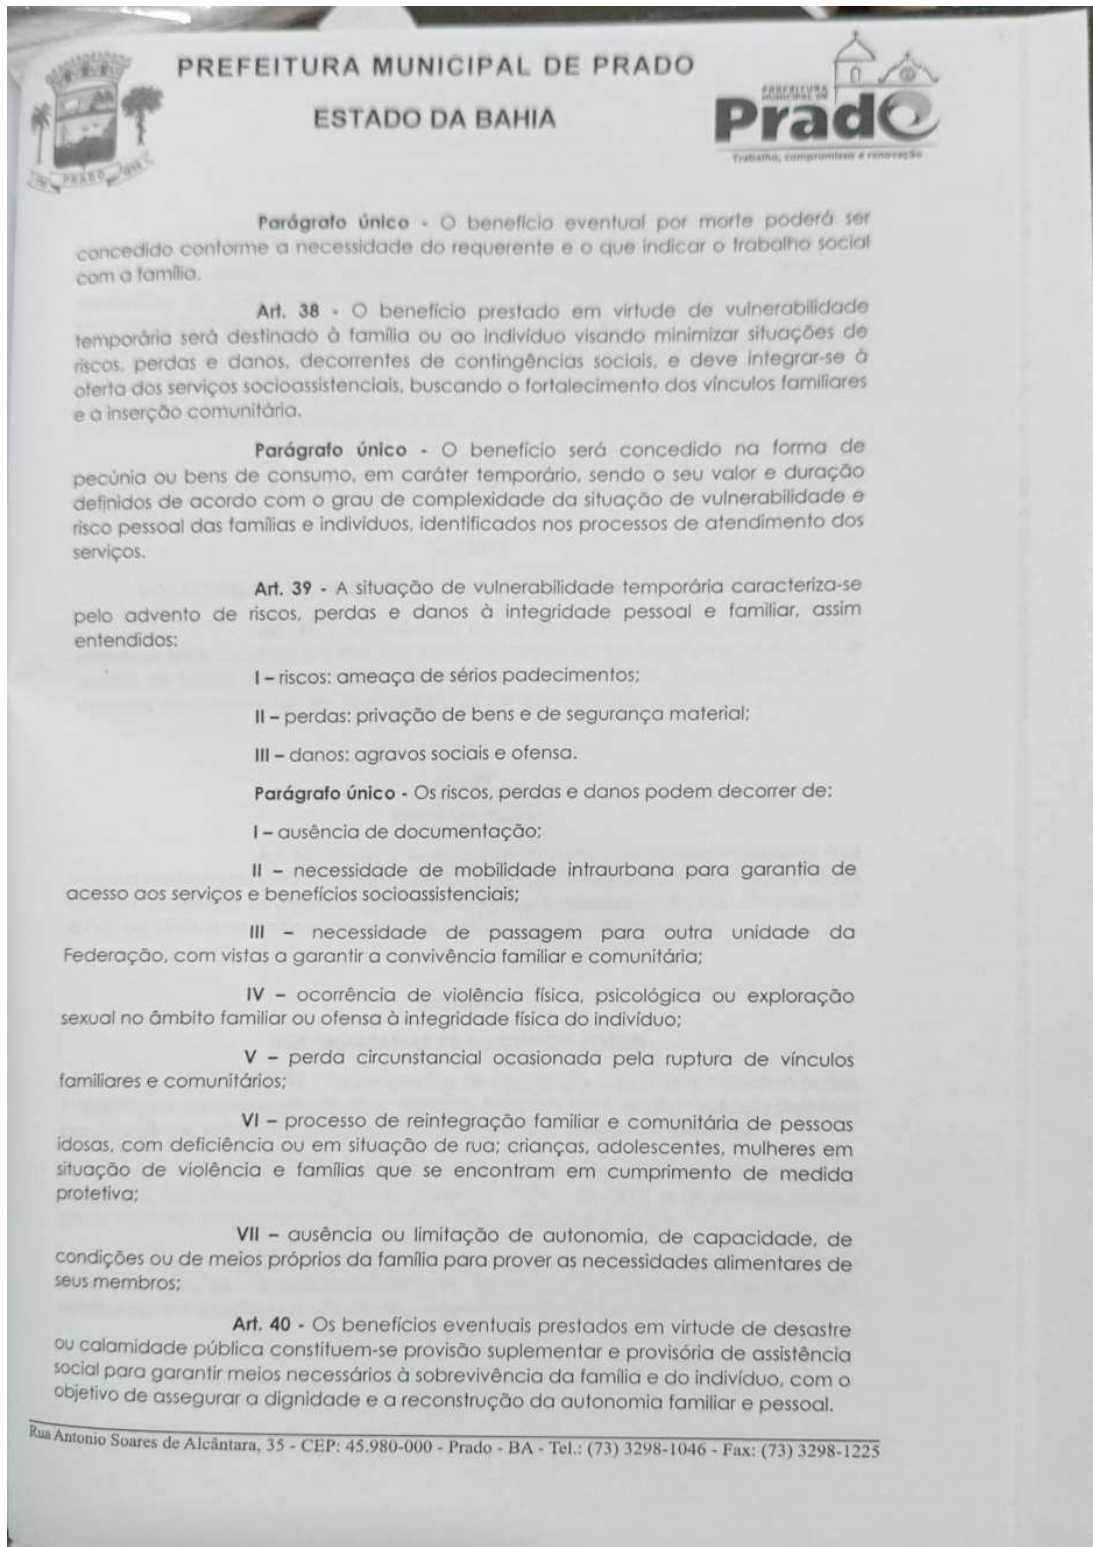 PREFEITURA MUNICIPAL DE PRADO
ESTADO DA BAHIA
PREFEITURA
MUNICIPAL DE
Prado
Trabalho, compromisso e renovação
PRADO
Parágrafo único - O benefício eventual por morte poderá ser
concedido conforme a necessidade do requerente e o que indicar o trabalho social
com a família.
Art. 38 - O benefício prestado em virtude de vulnerabilidade
temporária será destinado à família ou ao indivíduo visando minimizar situações de
riscos, perdas e danos, decorrentes de contingências sociais, e deve integrar-se à
oferta dos serviços socioassistenciais, buscando o fortalecimento dos vínculos familiares
e a inserção comunitária.
Parágrafo único - O benefício será concedido na forma de
pecúnia ou bens de consumo, em caráter temporário, sendo o seu valor e duração
definidos de acordo com o grau de complexidade da situação de vulnerabilidade e
risco pessoal das famílias e indivíduos, identificados nos processos de atendimento dos
serviços.
Art. 39 - A situação de vulnerabilidade temporária caracteriza-se
pelo advento de riscos, perdas e danos à integridade pessoal e familiar, assim
entendidos:
I – riscos: ameaça de sérios padecimentos;
II – perdas: privação de bens e de segurança material;
III – danos: agravos sociais e ofensa.
Parágrafo único - Os riscos, perdas e danos podem decorrer de:
I – ausência de documentação;
II – necessidade de mobilidade intraurbana para garantia de
acesso aos serviços e benefícios socioassistenciais;
III – necessidade de passagem para outra unidade da
Federação, com vistas a garantir a convivência familiar e comunitária;
IV – ocorrência de violência física, psicológica ou exploração
sexual no âmbito familiar ou ofensa à integridade física do indivíduo;
V – perda circunstancial ocasionada pela ruptura de vínculos
familiares e comunitários;
VI – processo de reintegração familiar e comunitária de pessoas
idosas, com deficiência ou em situação de rua; crianças, adolescentes, mulheres em
situação de violência e famílias que se encontram em cumprimento de medida
protetiva;
VII – ausência ou limitação de autonomia, de capacidade, de
condições ou de meios próprios da família para prover as necessidades alimentares de
seus membros;
Art. 40 - Os benefícios eventuais prestados em virtude de desastre
ou calamidade pública constituem-se provisão suplementar e provisória de assistência
social para garantir meios necessários à sobrevivência da família e do indivíduo, com o
objetivo de assegurar a dignidade e a reconstrução da autonomia familiar e pessoal.
Rua Antonio Soares de Alcântara, 35 - CEP: 45.980-000 - Prado - BA - Tel.: (73) 3298-1046 - Fax: (73) 3298-1225